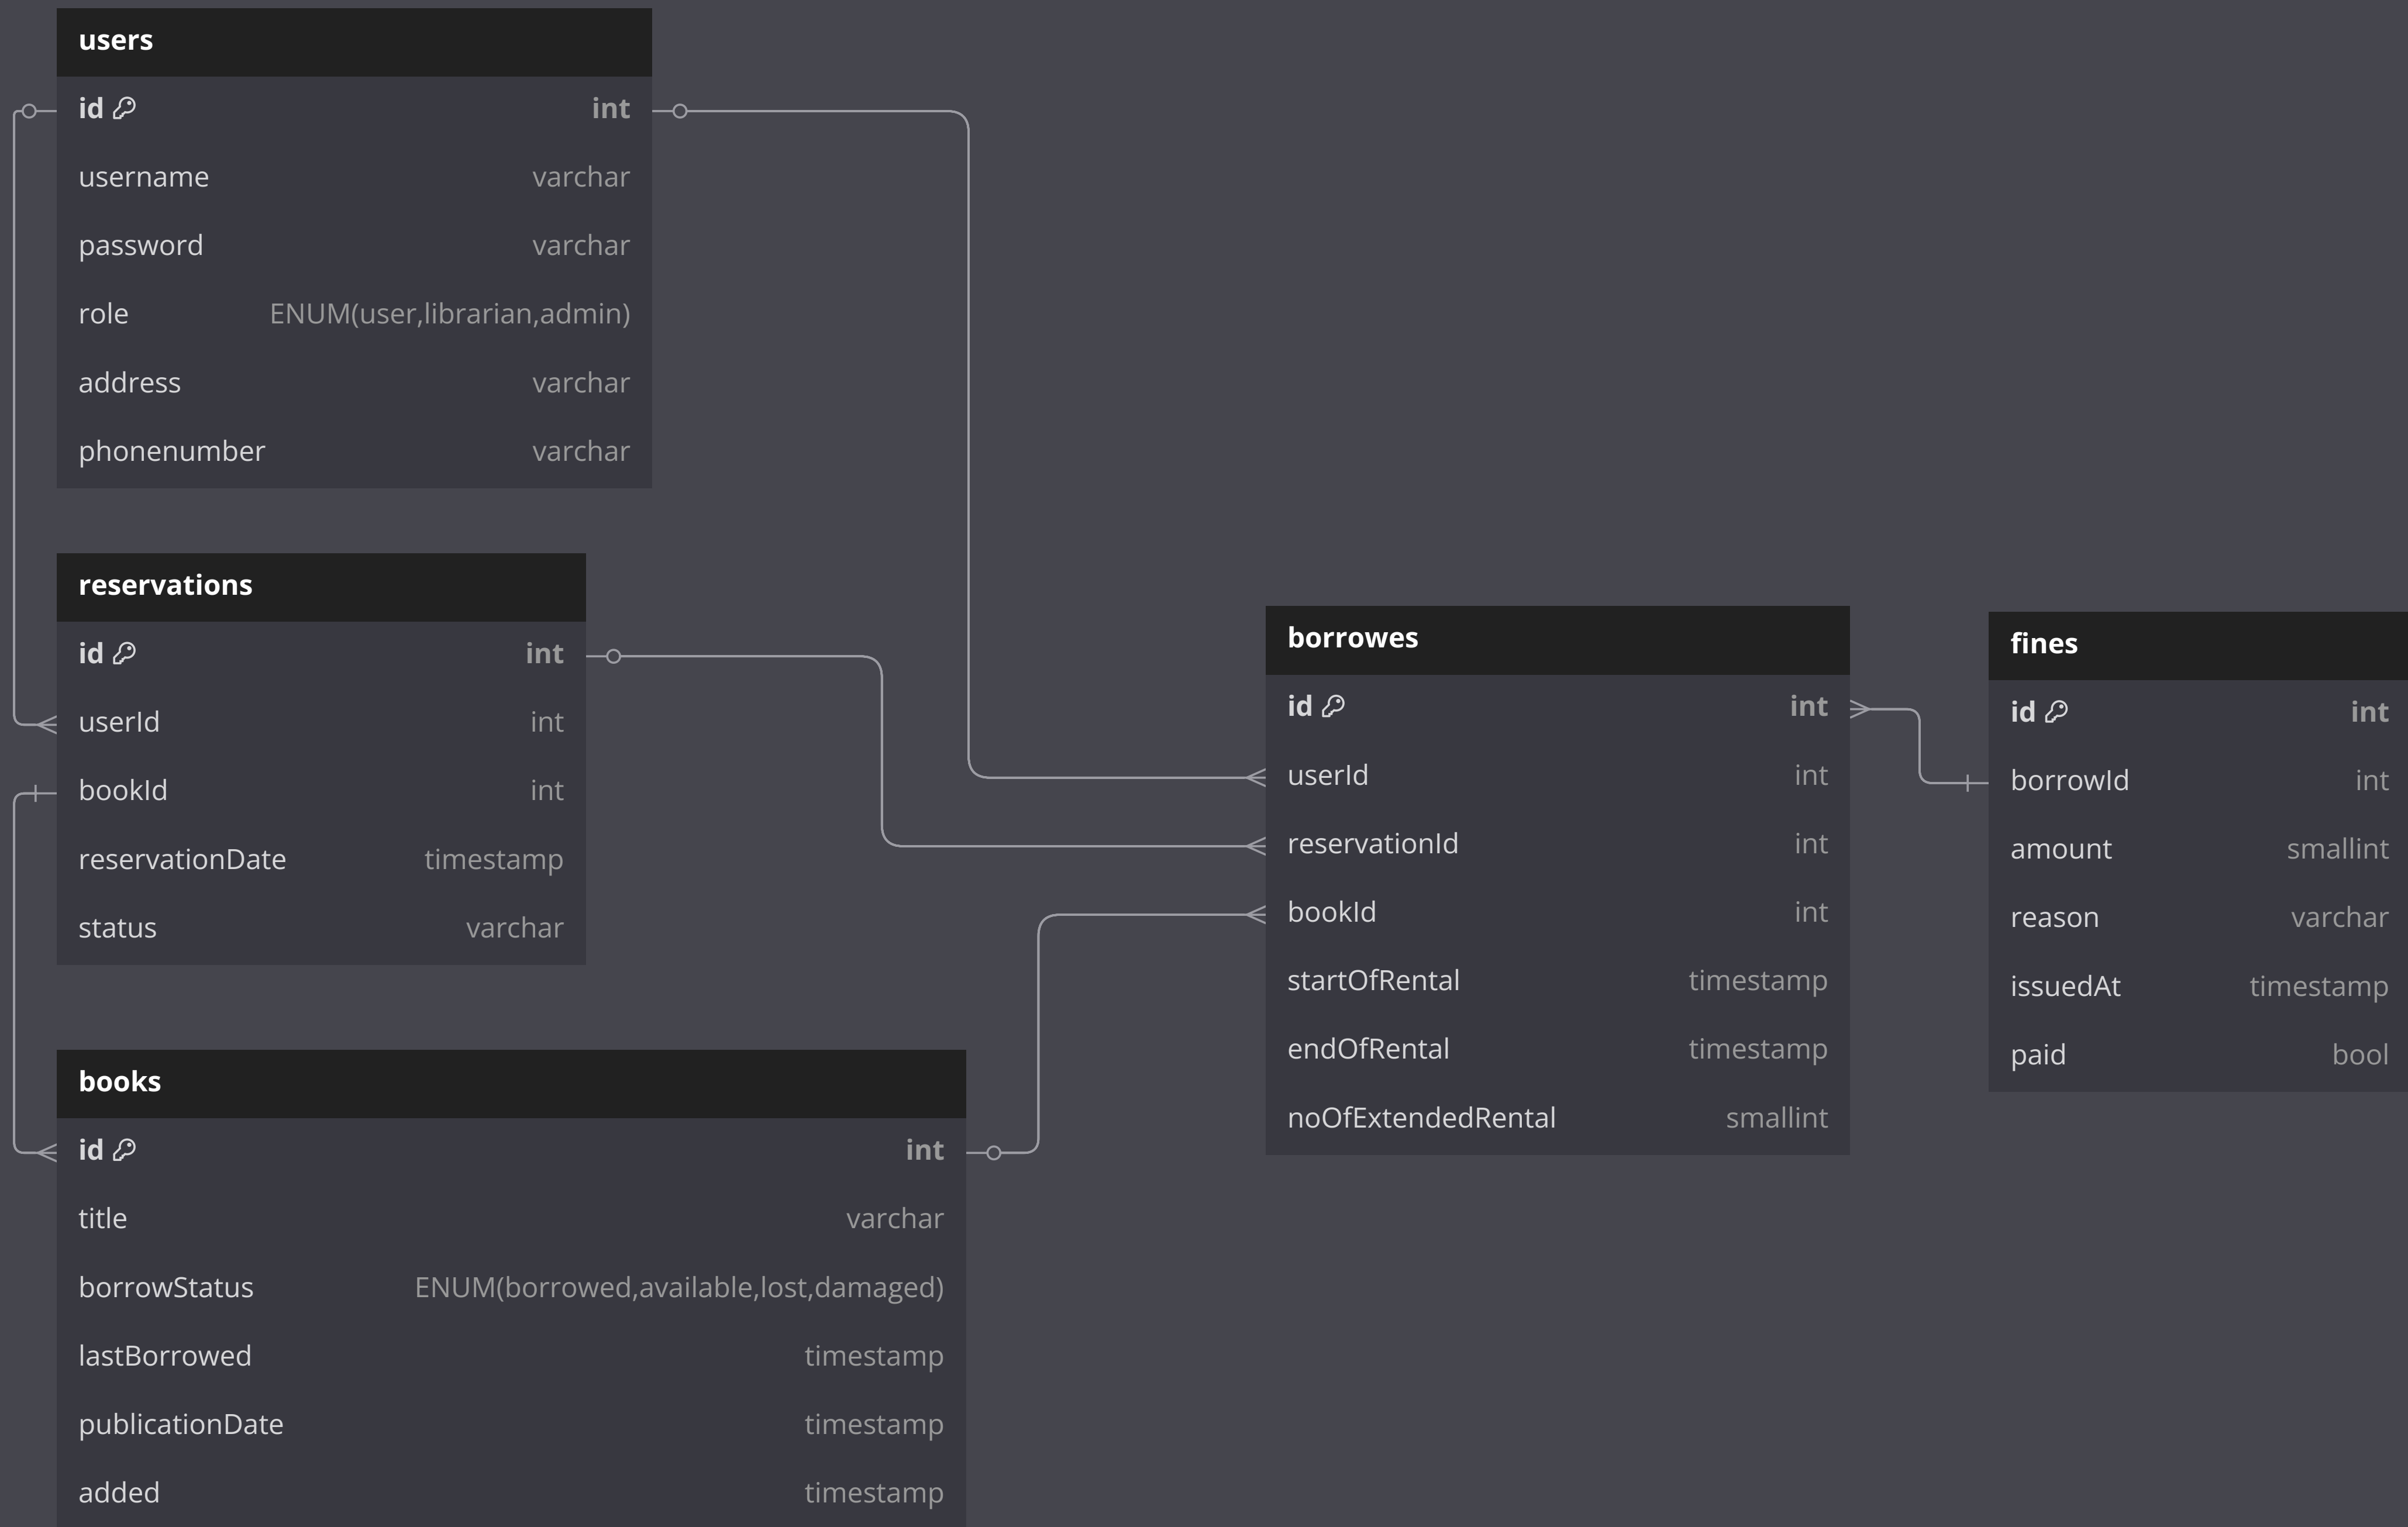 users
id int
username varchar
password varchar
role ENUM(user,librarian,admin)
address varchar
phonenumber varchar
reservations
id int
userId int
bookId int
reservationDate timestamp
status varchar
books
id int
title varchar
borrowStatus ENUM(borrowed,available,lost,damaged)
lastBorrowed timestamp
publicationDate timestamp
added timestamp
borrowes
id int
userId int
reservationId int
bookId int
startOfRental timestamp
endOfRental timestamp
noOfExtendedRental smallint
fines
id int
borrowId int
amount smallint
reason varchar
issuedAt timestamp
paid bool